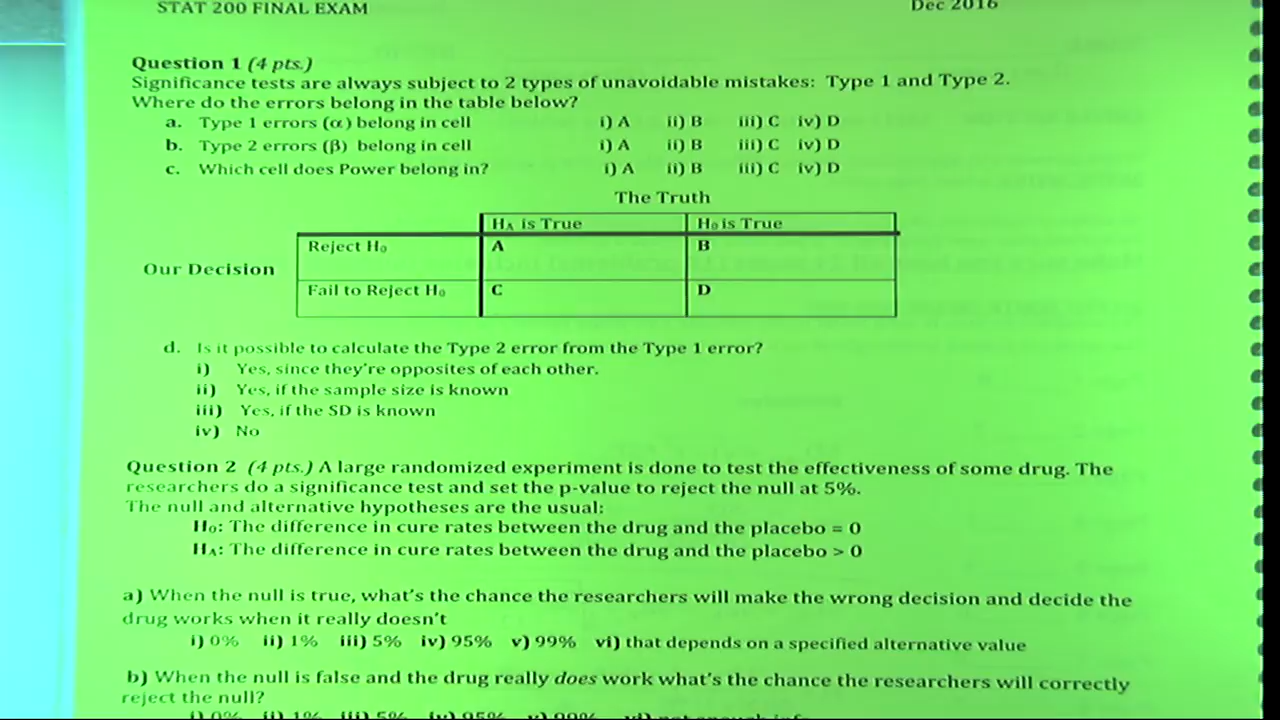 STAT 200 FINAL EXAM Dec 2016
Question 1 (4 pts.)
Significance tests are always subject to 2 types of unavoidable mistakes: Type 1 and Type 2.
Where do the errors belong in the table below?
a. Type 1 errors (α) belong in cell i) A ii) B iii) C iv) D
b. Type 2 errors (β) belong in cell i) A ii) B iii) C iv) D
c. Which cell does Power belong in? i) A ii) B iii) C iv) D
The Truth
HA is True H0 is True
Reject H0 A B
Our Decision
Fail to Reject H0 C D
d. Is it possible to calculate the Type 2 error from the Type 1 error?
i) Yes, since they're opposites of each other.
ii) Yes, if the sample size is known
iii) Yes, if the SD is known
iv) No
Question 2 (4 pts.) A large randomized experiment is done to test the effectiveness of some drug. The
researchers do a significance test and set the p-value to reject the null at 5%.
The null and alternative hypotheses are the usual:
H0: The difference in cure rates between the drug and the placebo = 0
HA: The difference in cure rates between the drug and the placebo > 0
a) When the null is true, what's the chance the researchers will make the wrong decision and decide the
drug works when it really doesn't
i) 0% ii) 1% iii) 5% iv) 95% v) 99% vi) that depends on a specified alternative value
b) When the null is false and the drug really does work what's the chance the researchers will correctly
reject the null?
i) 0% ii) 1% iii) 5% iv) 95% v) 99% vi) not enough info